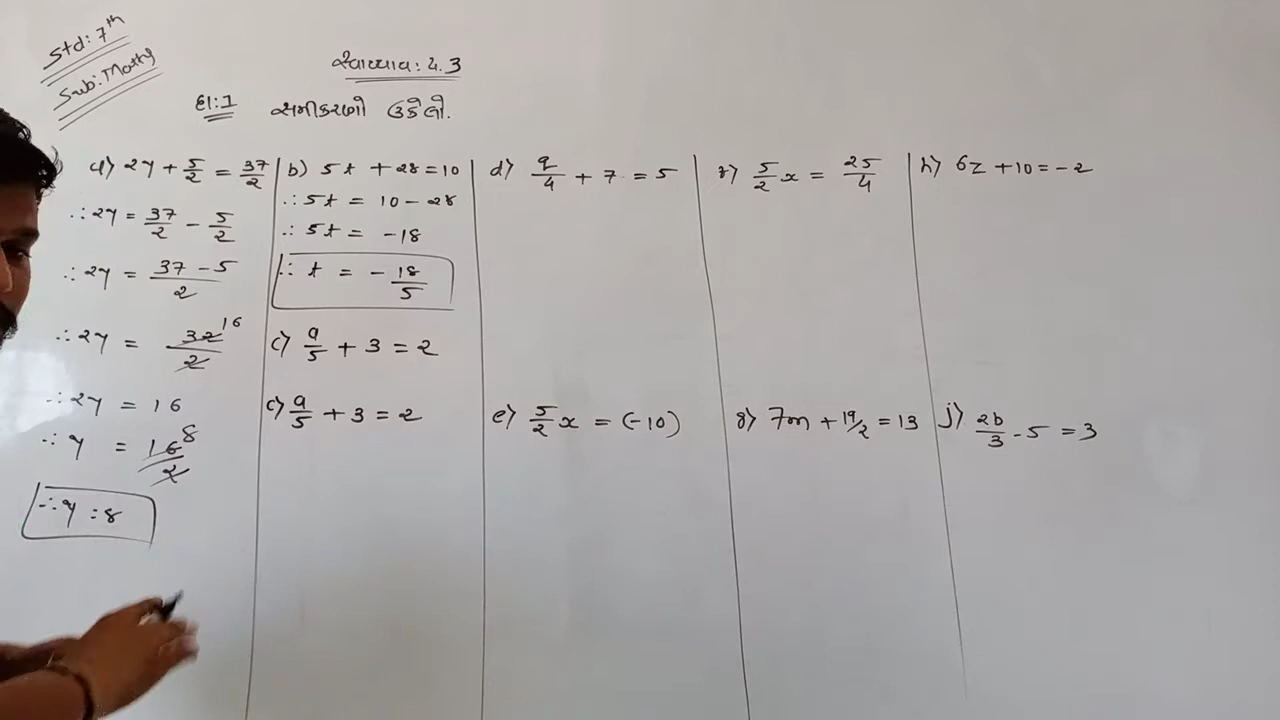 Std: 7th
Sub: Maths
સ્વાધ્યાય: 4.3
દા:1 સમીકરણો ઉકેલો.
a) 2y + 5/2 = 37/2
∴ 2y = 37/2 - 5/2
∴ 2y = 37 - 5/2
∴ 2y = 32/2 16
∴ 2y = 16
∴ y = 16/2 8
∴ y = 8
b) 5t + 28 = 10
∴ 5t = 10 - 28
∴ 5t = -18
∴ t = - 18/5
c) a/5 + 3 = 2
c) a/5 + 3 = 2
d) q/4 + 7 = 5
e) 5/2 x = (-10)
f) 5/2 x = 25/4
g) 7m + 19/2 = 13
h) 6z + 10 = -2
j) 2b/3 - 5 = 3